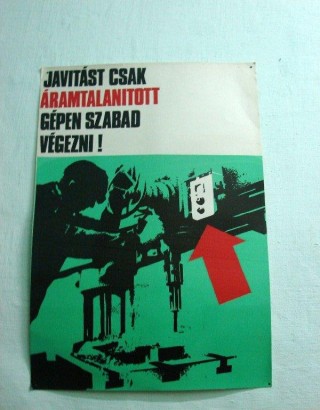 JAVITÁST CSAK
ÁRAMTALANITOTT
GÉPEN SZABAD
VÉGEZNI !